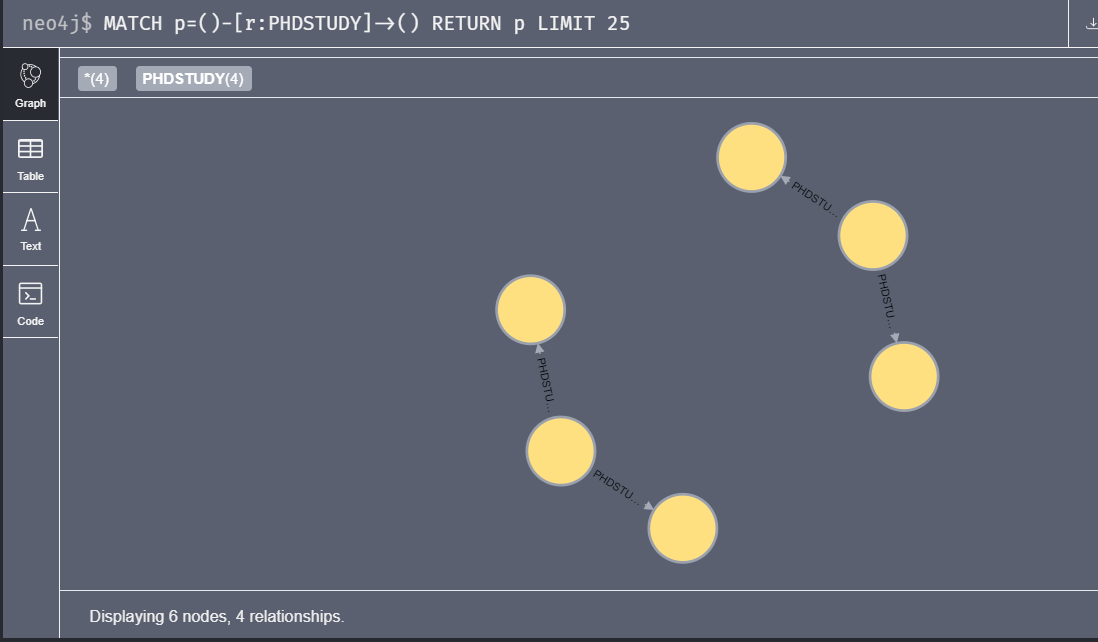 neo4j$ MATCH p=()-[r:PHDSTUDY]->() RETURN p LIMIT 25
*(4) PHDSTUDY(4)
Graph
Table
Text
Code
PHDSTU...
PHDSTU...
PHDSTU...
PHDSTU...
Displaying 6 nodes, 4 relationships.